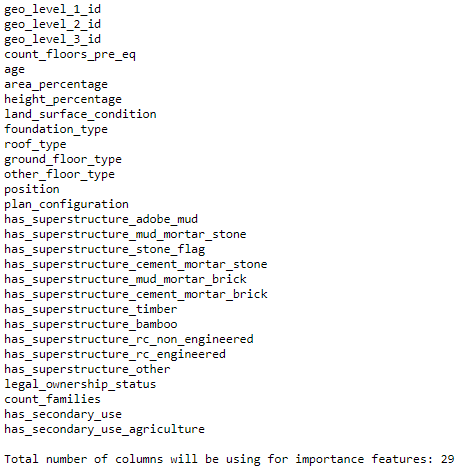 geo_level_1_id
geo_level_2_id
geo_level_3_id
count_floors_pre_eq
age
area_percentage
height_percentage
land_surface_condition
foundation_type
roof_type
ground_floor_type
other_floor_type
position
plan_configuration
has_superstructure_adobe_mud
has_superstructure_mud_mortar_stone
has_superstructure_stone_flag
has_superstructure_cement_mortar_stone
has_superstructure_mud_mortar_brick
has_superstructure_cement_mortar_brick
has_superstructure_timber
has_superstructure_bamboo
has_superstructure_rc_non_engineered
has_superstructure_rc_engineered
has_superstructure_other
legal_ownership_status
count_families
has_secondary_use
has_secondary_use_agriculture
Total number of columns will be using for importance features: 29